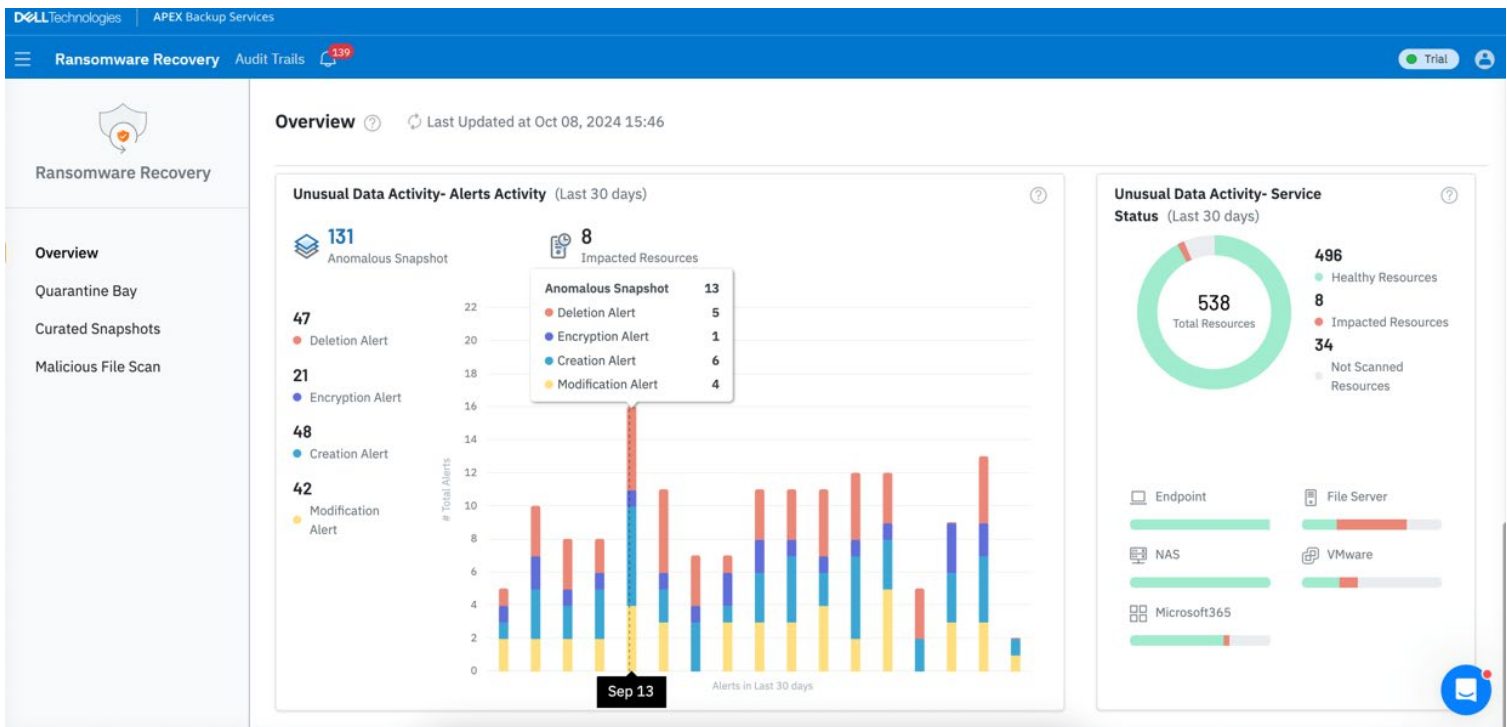 DELLTechnologies APEX Backup Services
Ransomware Recovery Audit Trails 139 Trial
Ransomware Recovery
Overview
Quarantine Bay
Curated Snapshots
Malicious File Scan
Overview Last Updated at Oct 08, 2024 15:46
Unusual Data Activity- Alerts Activity (Last 30 days)
131
Anomalous Snapshot
8
Impacted Resources
47
Deletion Alert
21
Encryption Alert
48
Creation Alert
42
Modification
Alert
Anomalous Snapshot 13
Deletion Alert 5
Encryption Alert 1
Creation Alert 6
Modification Alert 4
# Total Alerts
22
20
18
16
14
12
10
8
6
4
2
0
Sep 13
Alerts in Last 30 days
Unusual Data Activity- Service
Status (Last 30 days)
538
Total Resources
496
Healthy Resources
8
Impacted Resources
34
Not Scanned
Resources
Endpoint
File Server
NAS
VMware
Microsoft365